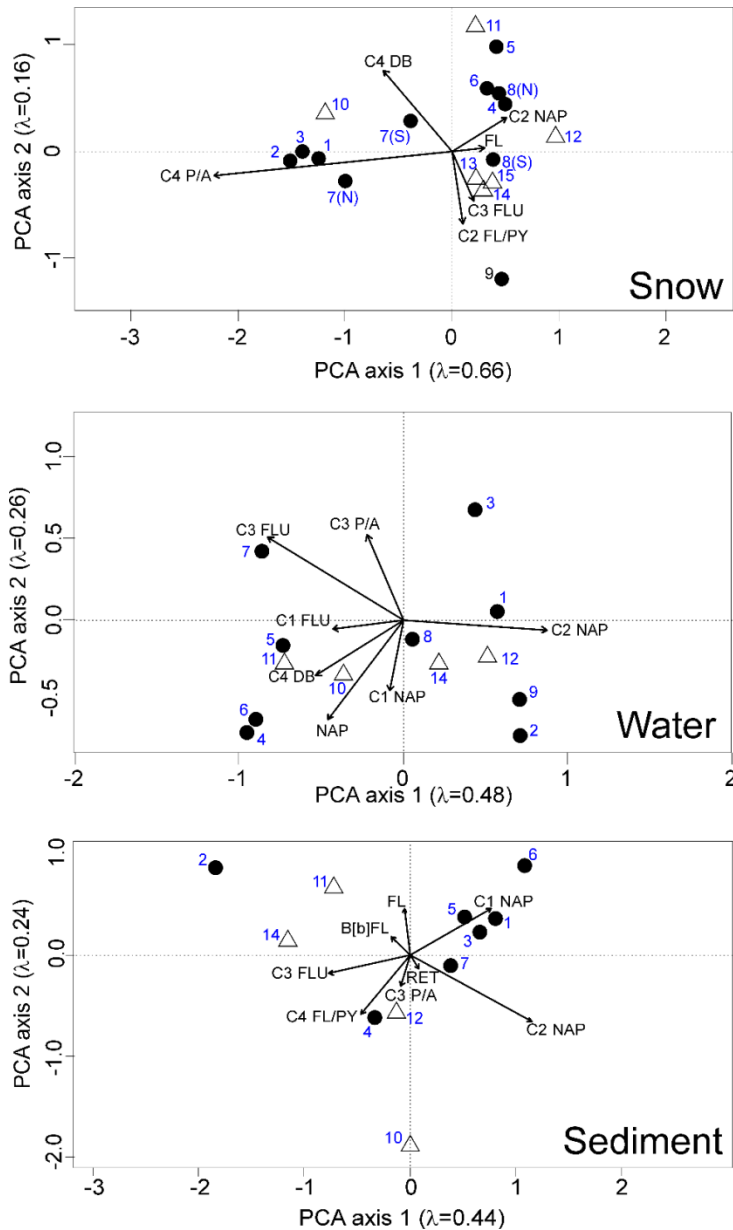 11
1
C4 DB
5
6
8(N)
10
4
C2 NAP
7(S)
FL
12
3
1
0
2
8(S)
C4 P/A
13
15
7(N)
14
C3 FLU
C2 FL/PY
-1
9
Snow
PCA axis 2 (λ=0.16)
-3
-2
-1
0
1
2
PCA axis 1 (λ=0.66)
1.0
3
0.5
C3 P/A
C3 FLU
7
1
0.0
C1 FLU
C2 NAP
5
8
11
12
C4 DB
10
14
-0.5
C1 NAP
9
6
NAP
4
2
Water
PCA axis 2 (λ=0.26)
-2
-1
0
1
2
PCA axis 1 (λ=0.48)
1.0
6
2
11
FL
C1 NAP
5
1
B[b]FL
14
3
0.0
7
C3 FLU
RET
C3 P/A
C4 FL/PY
12
4
C2 NAP
-1.0
10
-2.0
Sediment
PCA axis 2 (λ=0.24)
-3
-2
-1
0
1
2
PCA axis 1 (λ=0.44)